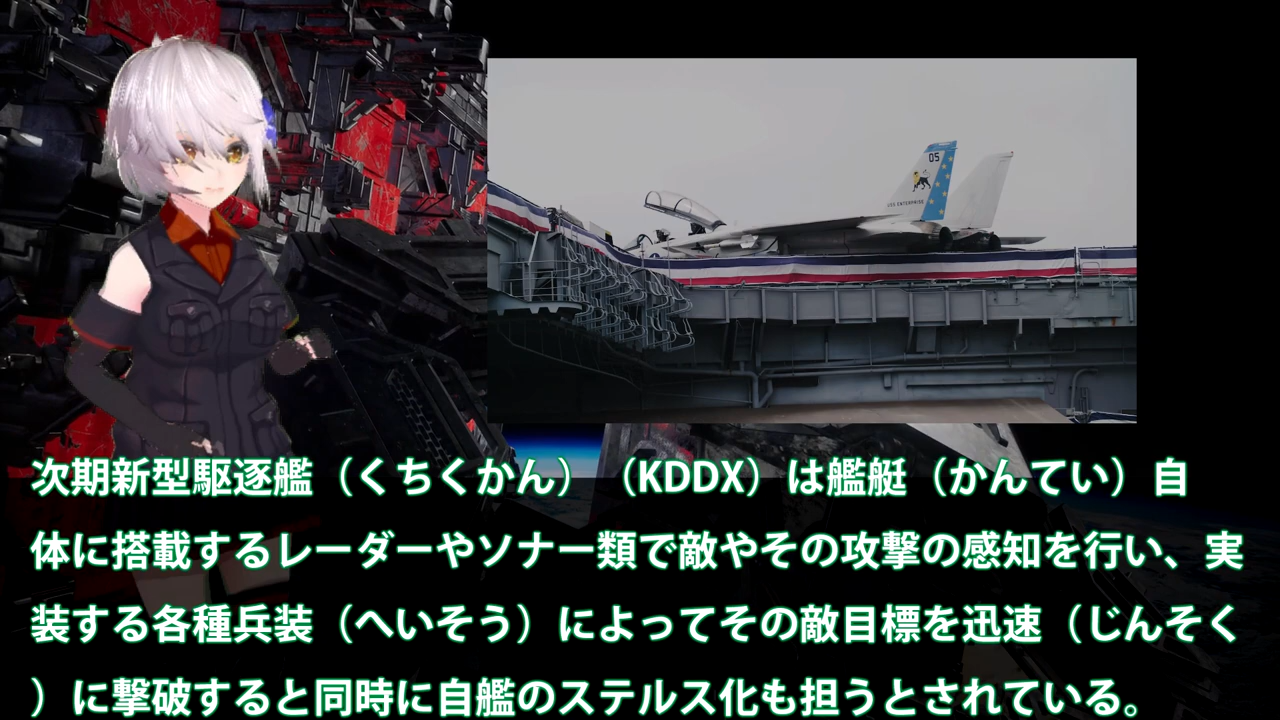 05
USS ENTERPRISE
次期新型駆逐艦（くちくかん）（KDDX）は艦艇（かんてい）自
体に搭載するレーダーやソナー類で敵やその攻撃の感知を行い、実
装する各種兵装（へいそう）によってその敵目標を迅速（じんそく
）に撃破すると同時に自艦のステルス化も担うとされている。